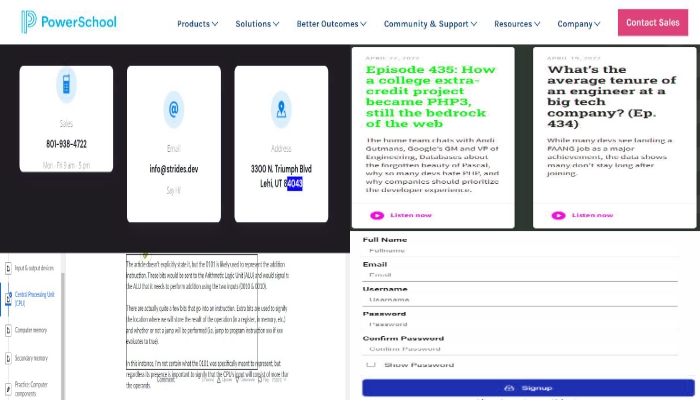 PowerSchool
Products
Solutions
Better Outcomes
Community & Support
Resources
Company
Contact Sales
Sales
801-938-4722
Mon - Fri 9 am - 5 pm
@
Email
info@strides.dev
Say Hi
Address
3300 N. Triumph Blvd
Lehi, UT 84043
APRIL 22, 2022
Episode 435: How
a college extra-
credit project
became PHP3,
still the bedrock
of the web
The home team chats with Andi
Gutmans, Google's GM and VP of
Engineering, Databases about
the forgotten beauty of Pascal,
why so many devs hate PHP, and
why companies should prioritize
the developer experience.
Listen now
APRIL 19, 2022
What's the
average tenure of
an engineer at a
big tech
company? (Ep.
434)
While many devs see landing a
FAANG job as a major
achievement, the data shows
many don't stay long after
joining.
Listen now
Input & output devices
Central Processing Unit
(CPU)
Computer memory
Secondary memory
Practice: Computer
components
The article doesn't explicitly state it, but the 0101 is likely used to represent the addition
instruction. These bits would be sent to the Arithmetic Logic Unit (ALU) and would signal to
the ALU that it needs to perform addition using the two inputs (0010 & 0010).
There are actually quite a few bits that go into an instruction. Extra bits are used to signify
the location where we will store the result of the operation (in a register, in memory, etc.)
and whether or not a jump will be performed (i.e. jump to program instruction xxx if xxx
evaluates to true).
In this instance, I'm not certain what the 0101 was specifically meant to represent, but
regardless its presence is important to signify that the CPU's input will consist of more than
the operands.
Comment
Full Name
Fullname
Email
Email
Username
Username
Password
Password
Confirm Password
Confirm Password
Show Password
Signup